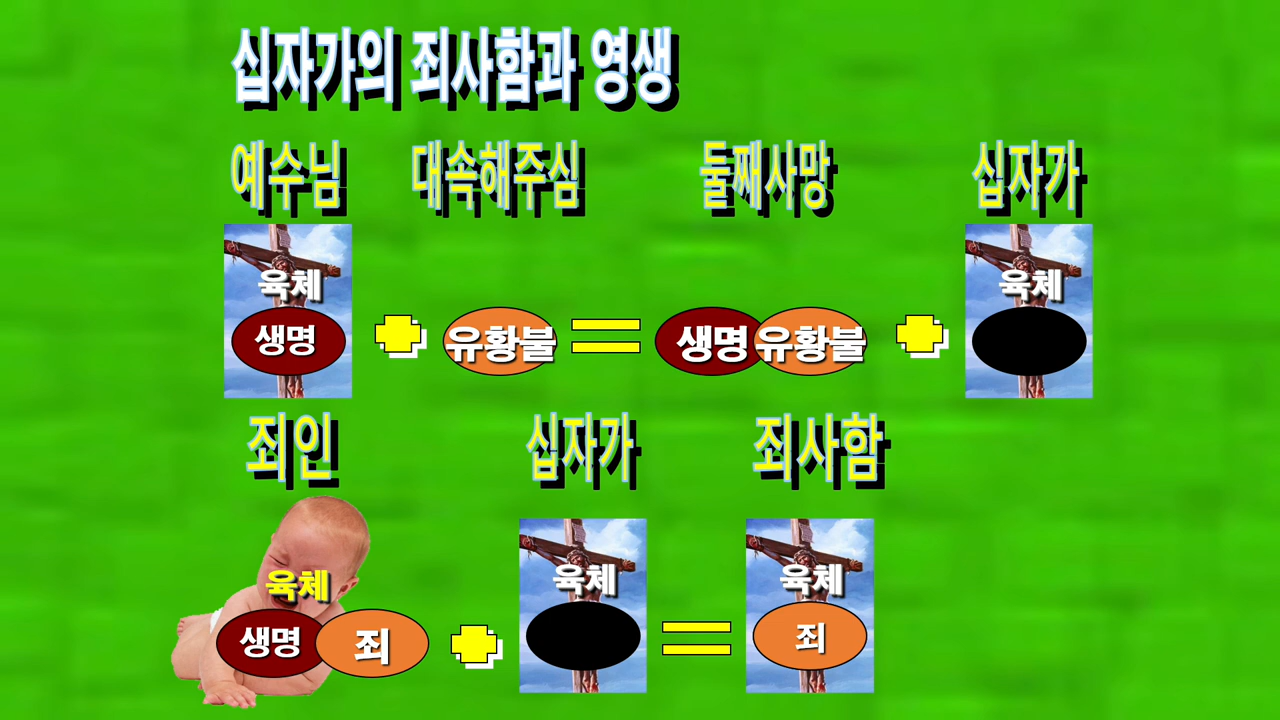 십자가의 죄사함과 영생
예수님 대속해주심 둘째사망 십자가
육체 육체
생명 유황불 생명 유황불
죄인 십자가 죄사함
육체 육체 육체
생명 죄 죄